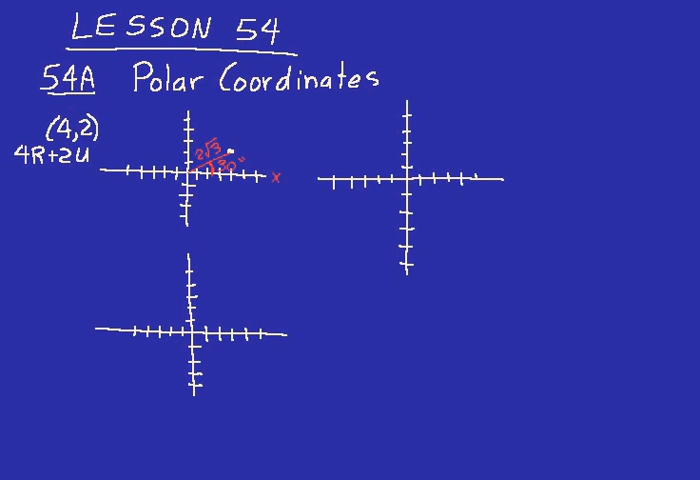 LESSON 54
54A Polar Coordinates
(4,2)
4R+2U
2√3
30°
x